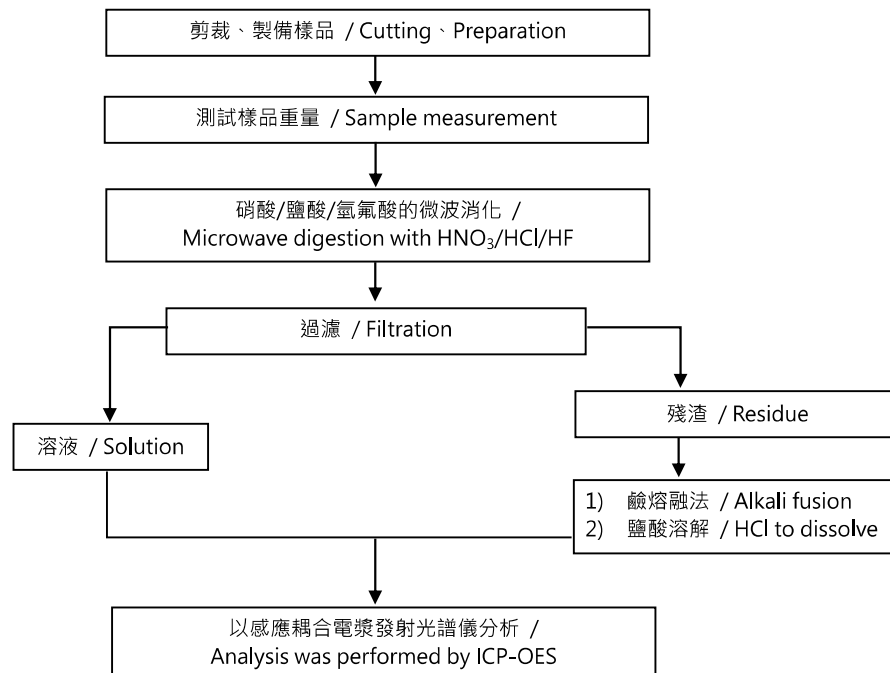 剪裁、製備樣品 / Cutting、Preparation
測試樣品重量 / Sample measurement
硝酸/鹽酸/氫氟酸的微波消化 /
Microwave digestion with HNO₃/HCl/HF
過濾 / Filtration
溶液 / Solution
殘渣 / Residue
1) 鹼熔融法 / Alkali fusion
2) 鹽酸溶解 / HCl to dissolve
以感應耦合電漿發射光譜儀分析 /
Analysis was performed by ICP-OES